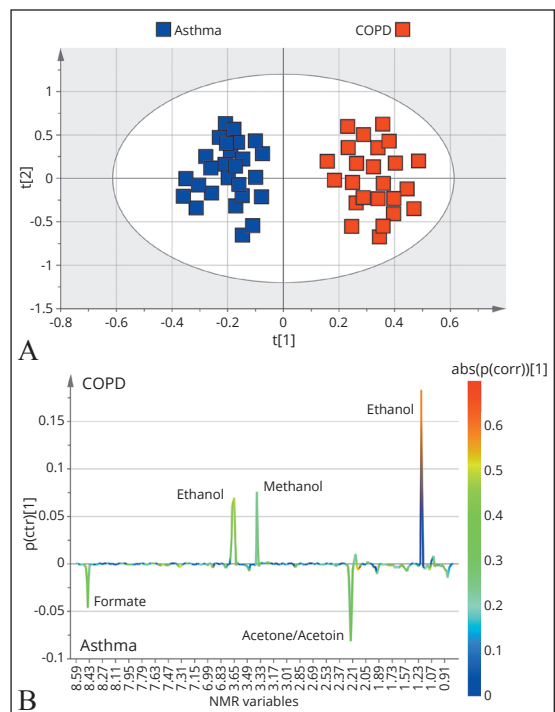 Asthma COPD
1
0.5
0
-0.5
-1
-1.5
t[2]
-0.8 -0.6 -0.4 -0.2 0 0.2 0.4 0.6
t[1]
A
COPD
abs(p(corr))[1]
Ethanol
Ethanol
Methanol
Formate
Acetone/Acetoin
Asthma
0.15
0.1
0.05
0
-0.05
-0.1
p(ctr)[1]
8.59 8.43 8.27 8.11 7.95 7.79 7.63 7.47 7.31 7.15 6.99 6.83 3.65 3.49 3.33 3.17 3.01 2.85 2.69 2.53 2.37 2.21 2.05 1.89 1.73 1.57 1.23 1.07 0.91
NMR variables
0.6
0.5
0.4
0.3
0.2
0.1
0
B